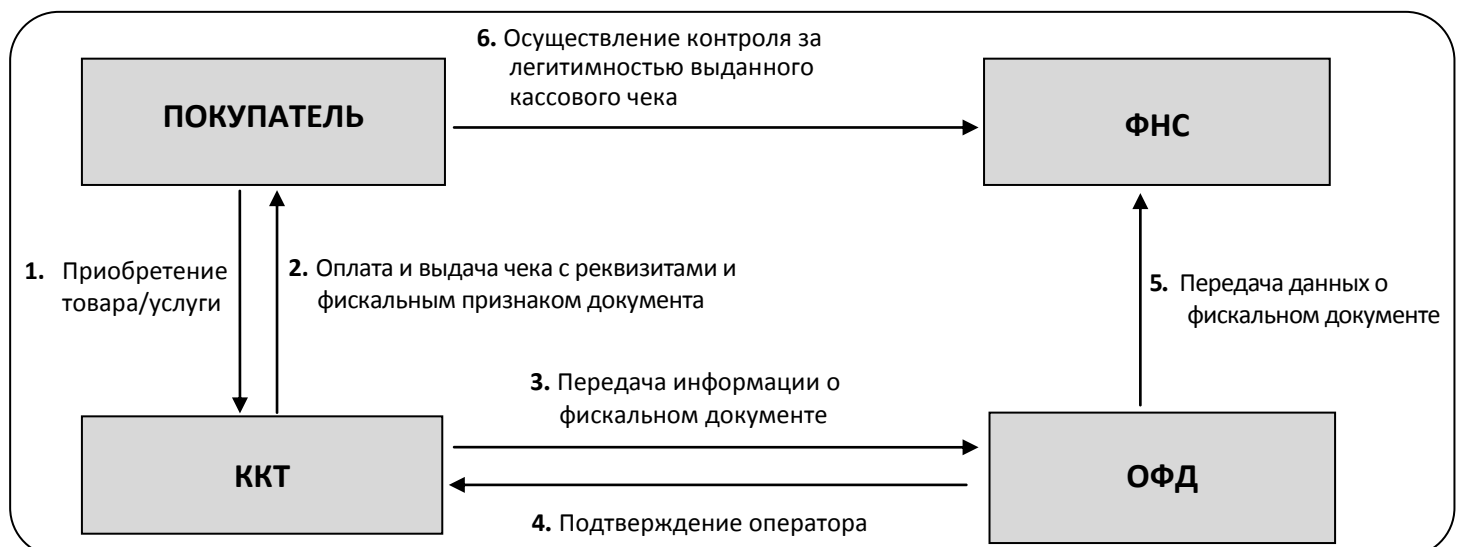 6. Осуществление контроля за
легитимностью выданного
кассового чека
ПОКУПАТЕЛЬ
ФНС
1. Приобретение
товара/услуги
2. Оплата и выдача чека с реквизитами и
фискальным признаком документа
5. Передача данных о
фискальном документе
3. Передача информации о
фискальном документе
ККТ
ОФД
4. Подтверждение оператора